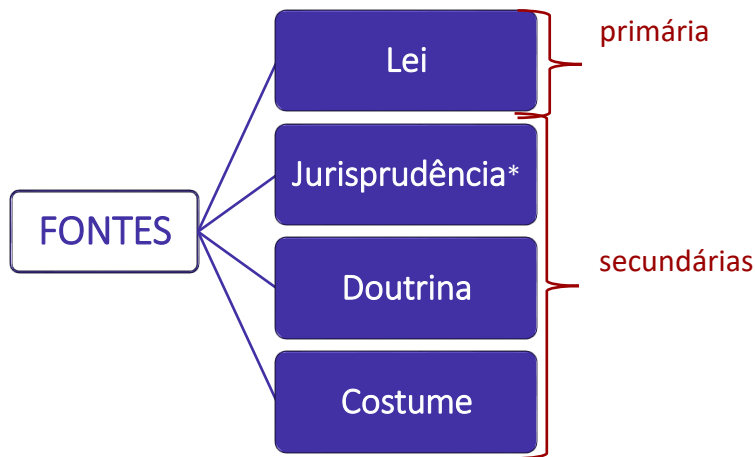 primária
Lei
Jurisprudência*
FONTES
secundárias
Doutrina
Costume